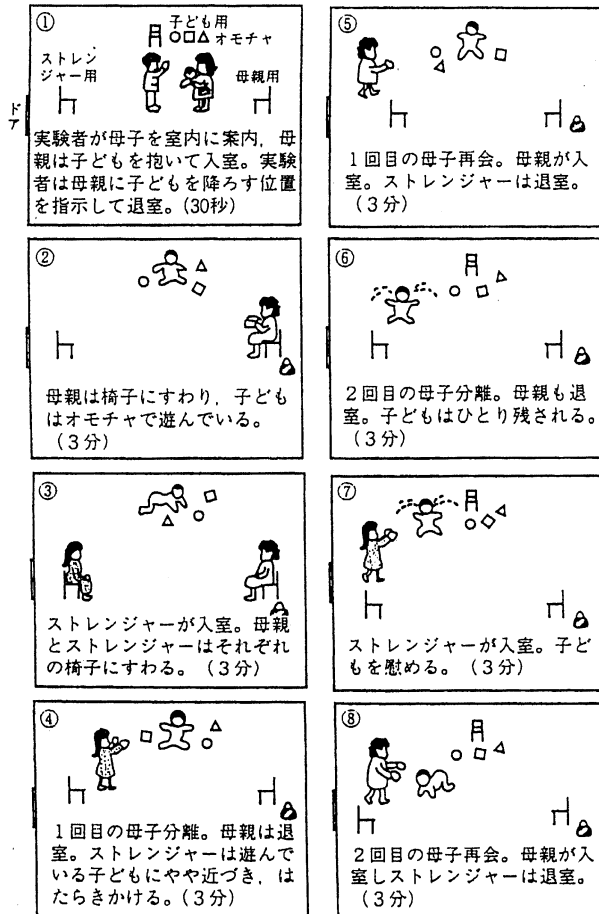 ①
子ども用
オモチャ
ストレン
ジャー用
母親用
ドア
実験者が母子を室内に案内，母
親は子どもを抱いて入室。実験
者は母親に子どもを降ろす位置
を指示して退室。(30秒)
②
母親は椅子にすわり，子ども
はオモチャで遊んでいる。
(3分)
③
ストレンジャーが入室。母親
とストレンジャーはそれぞれ
の椅子にすわる。(3分)
④
1回目の母子分離。母親は退
室。ストレンジャーは遊んで
いる子どもにやや近づき，は
たらきかける。(3分)
⑤
1回目の母子再会。母親が入
室。ストレンジャーは退室。
(3分)
⑥
2回目の母子分離。母親も退
室。子どもはひとり残される。
(3分)
⑦
ストレンジャーが入室。子ど
もを慰める。(3分)
⑧
2回目の母子再会。母親が入
室しストレンジャーは退室。
(3分)